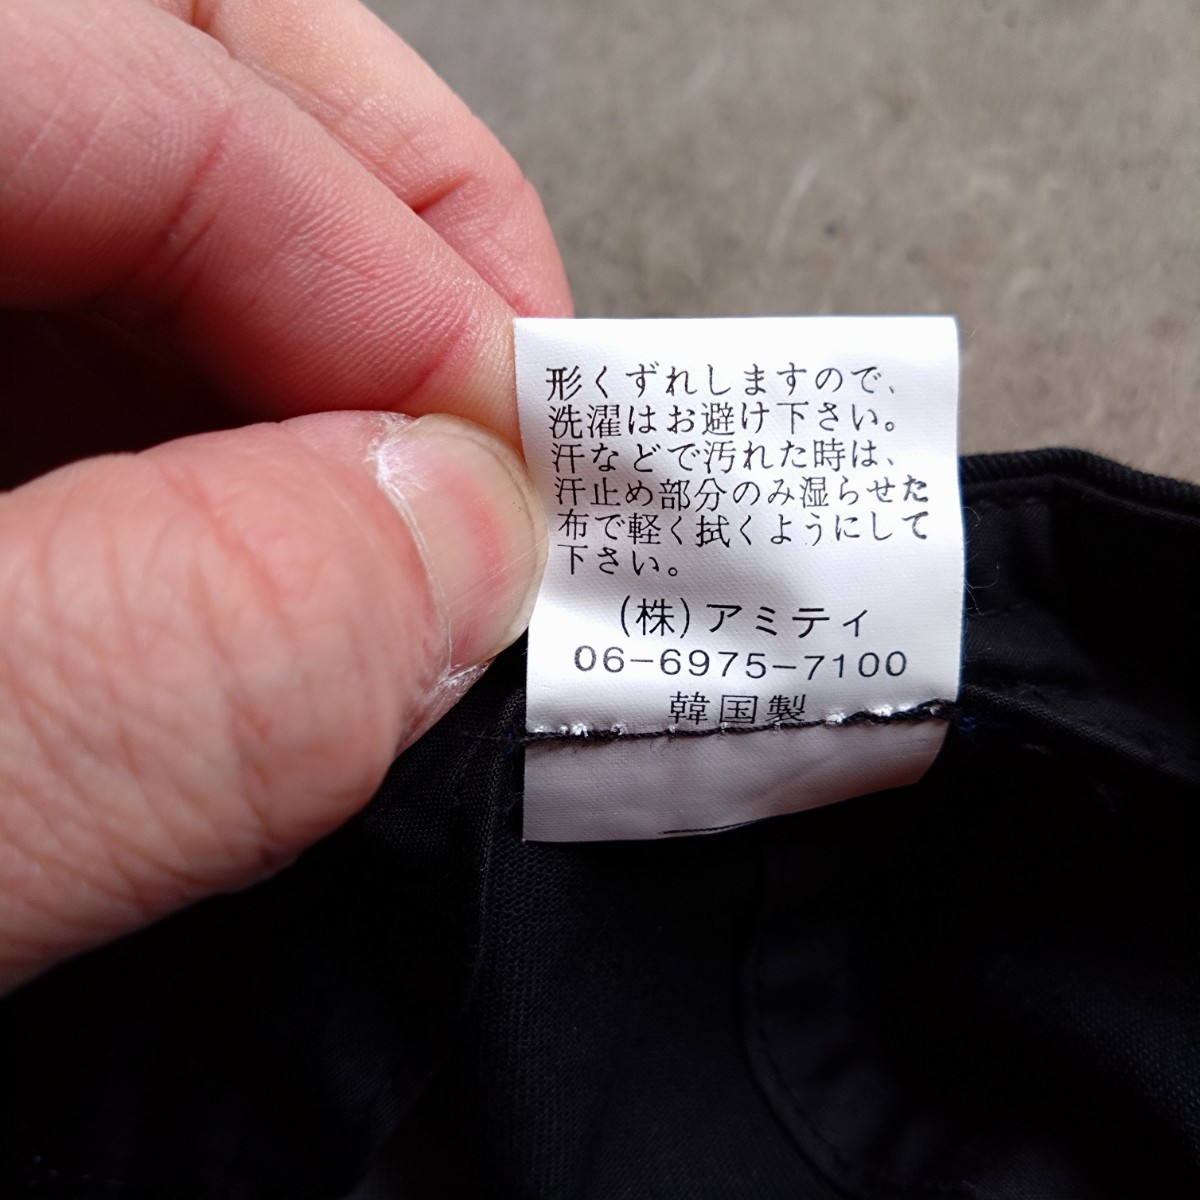 形くずれしますので、
洗濯はお避け下さい。
汗などで汚れた時は、
汗止め部分のみ湿らせた
布で軽く拭くようにして
下さい。
(株)アミティ
06-6975-7100
韓国製